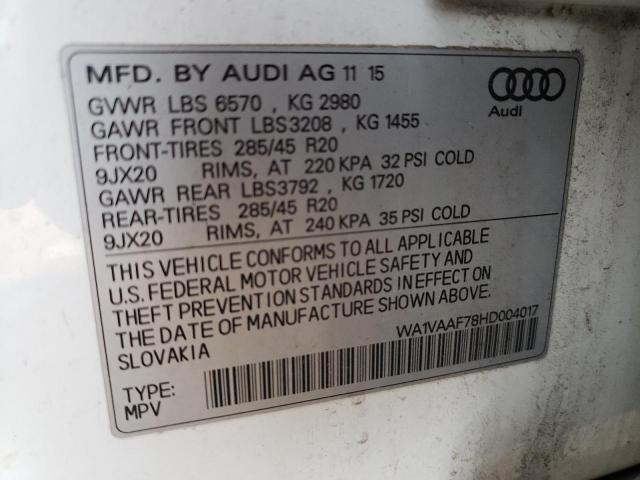 MFD. BY AUDI AG 11 15
Audi
GVWR LBS 6570 , KG 2980
GAWR FRONT LBS3208 , KG 1455
FRONT-TIRES 285/45 R20
9JX20 RIMS, AT 220 KPA 32 PSI COLD
GAWR REAR LBS3792 , KG 1720
REAR-TIRES 285/45 R20
9JX20 RIMS, AT 240 KPA 35 PSI COLD
THIS VEHICLE CONFORMS TO ALL APPLICABLE
U.S. FEDERAL MOTOR VEHICLE SAFETY AND
THEFT PREVENTION STANDARDS IN EFFECT ON
THE DATE OF MANUFACTURE SHOWN ABOVE.
SLOVAKIA
WA1VAAF78HD004017
TYPE:
MPV